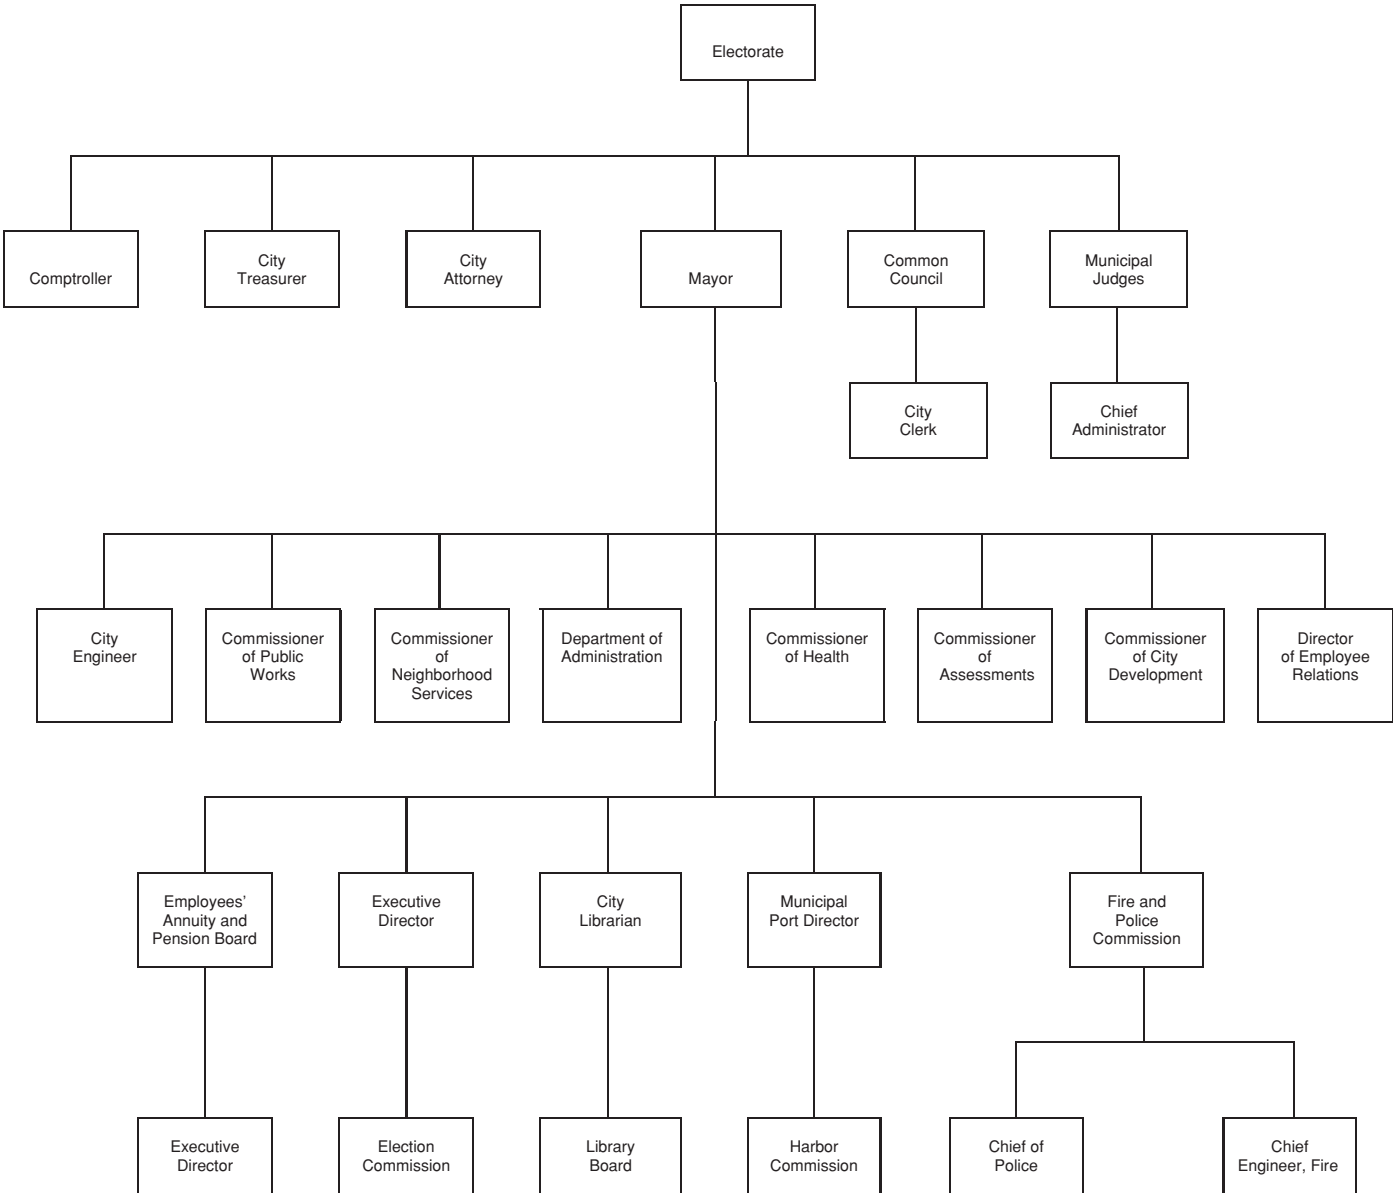 Electorate
Comptroller
City
Treasurer
City
Attorney
Mayor
Common
Council
Municipal
Judges
City
Clerk
Chief
Administrator
City
Engineer
Commissioner
of Public
Works
Commissioner
of
Neighborhood
Services
Department of
Administration
Commissioner
of Health
Commissioner
of
Assessments
Commissioner
of City
Development
Director
of Employee
Relations
Employees’
Annuity and
Pension Board
Executive
Director
City
Librarian
Municipal
Port Director
Fire and
Police
Commission
Executive
Director
Election
Commission
Library
Board
Harbor
Commission
Chief of
Police
Chief
Engineer, Fire